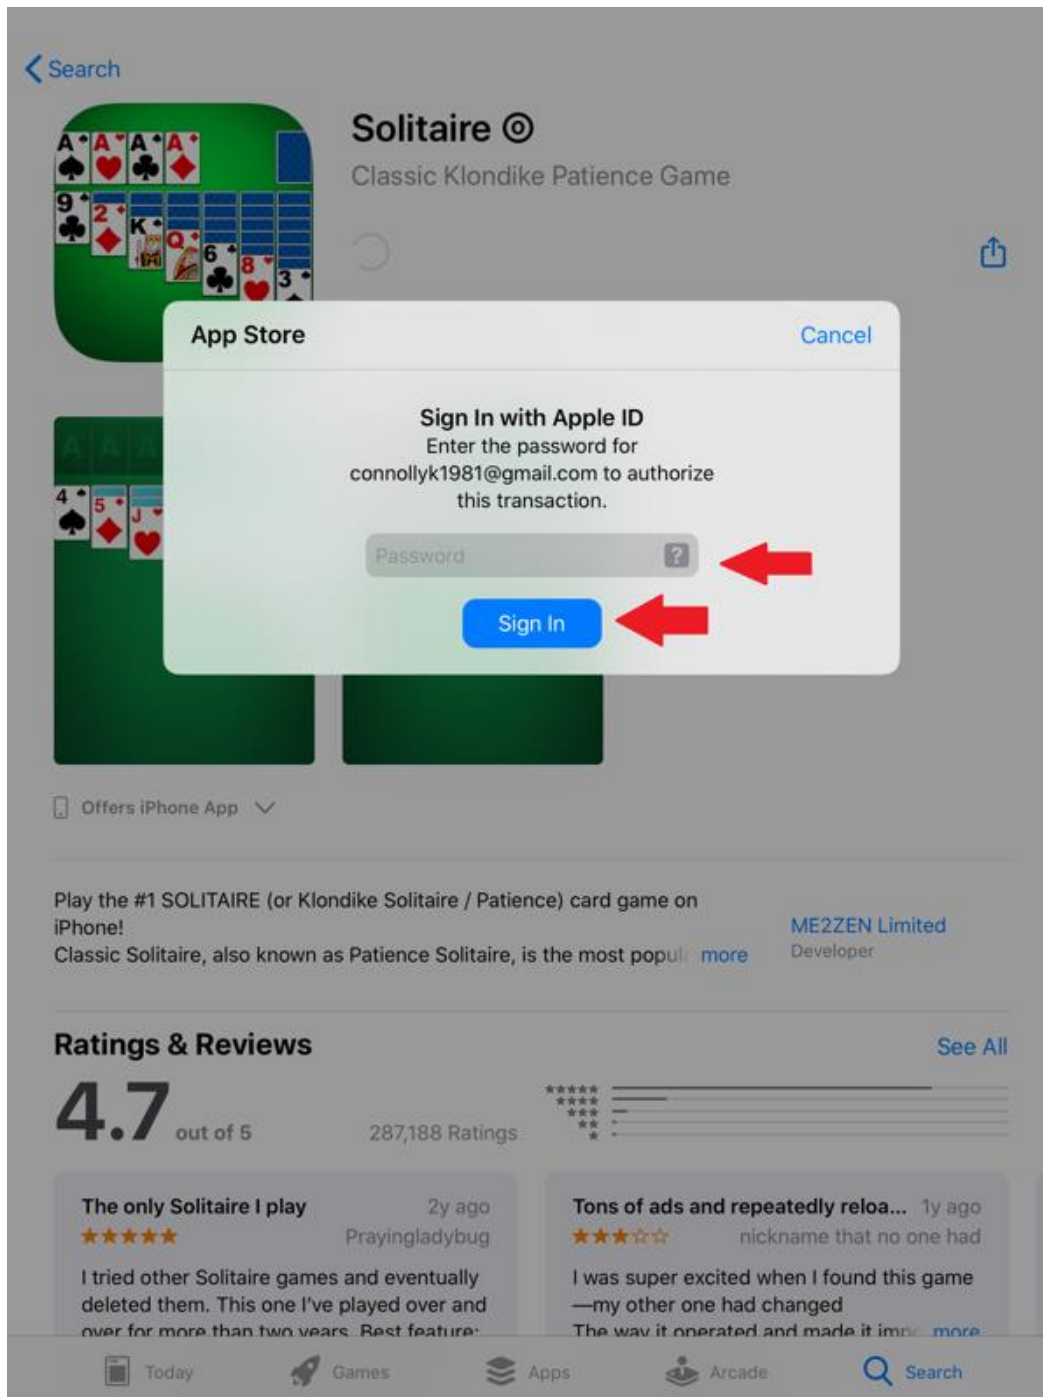 Search
Solitaire
Classic Klondike Patience Game
App Store
Cancel
Sign In with Apple ID
Enter the password for
connollyk1981@gmail.com to authorize
this transaction.
Password
?
Sign In
Offers iPhone App
Play the #1 SOLITAIRE (or Klondike Solitaire / Patience) card game on
iPhone!
Classic Solitaire, also known as Patience Solitaire, is the most popul more
ME2ZEN Limited
Developer
Ratings & Reviews
See All
4.7 out of 5
287,188 Ratings
The only Solitaire I play 2y ago
Prayingladybug
I tried other Solitaire games and eventually
deleted them. This one I've played over and
over for more than two years. Best feature:
Tons of ads and repeatedly reloa... 1y ago
nickname that no one had
I was super excited when I found this game
—my other one had changed
The way it operated and made it more
Today
Games
Apps
Arcade
Search